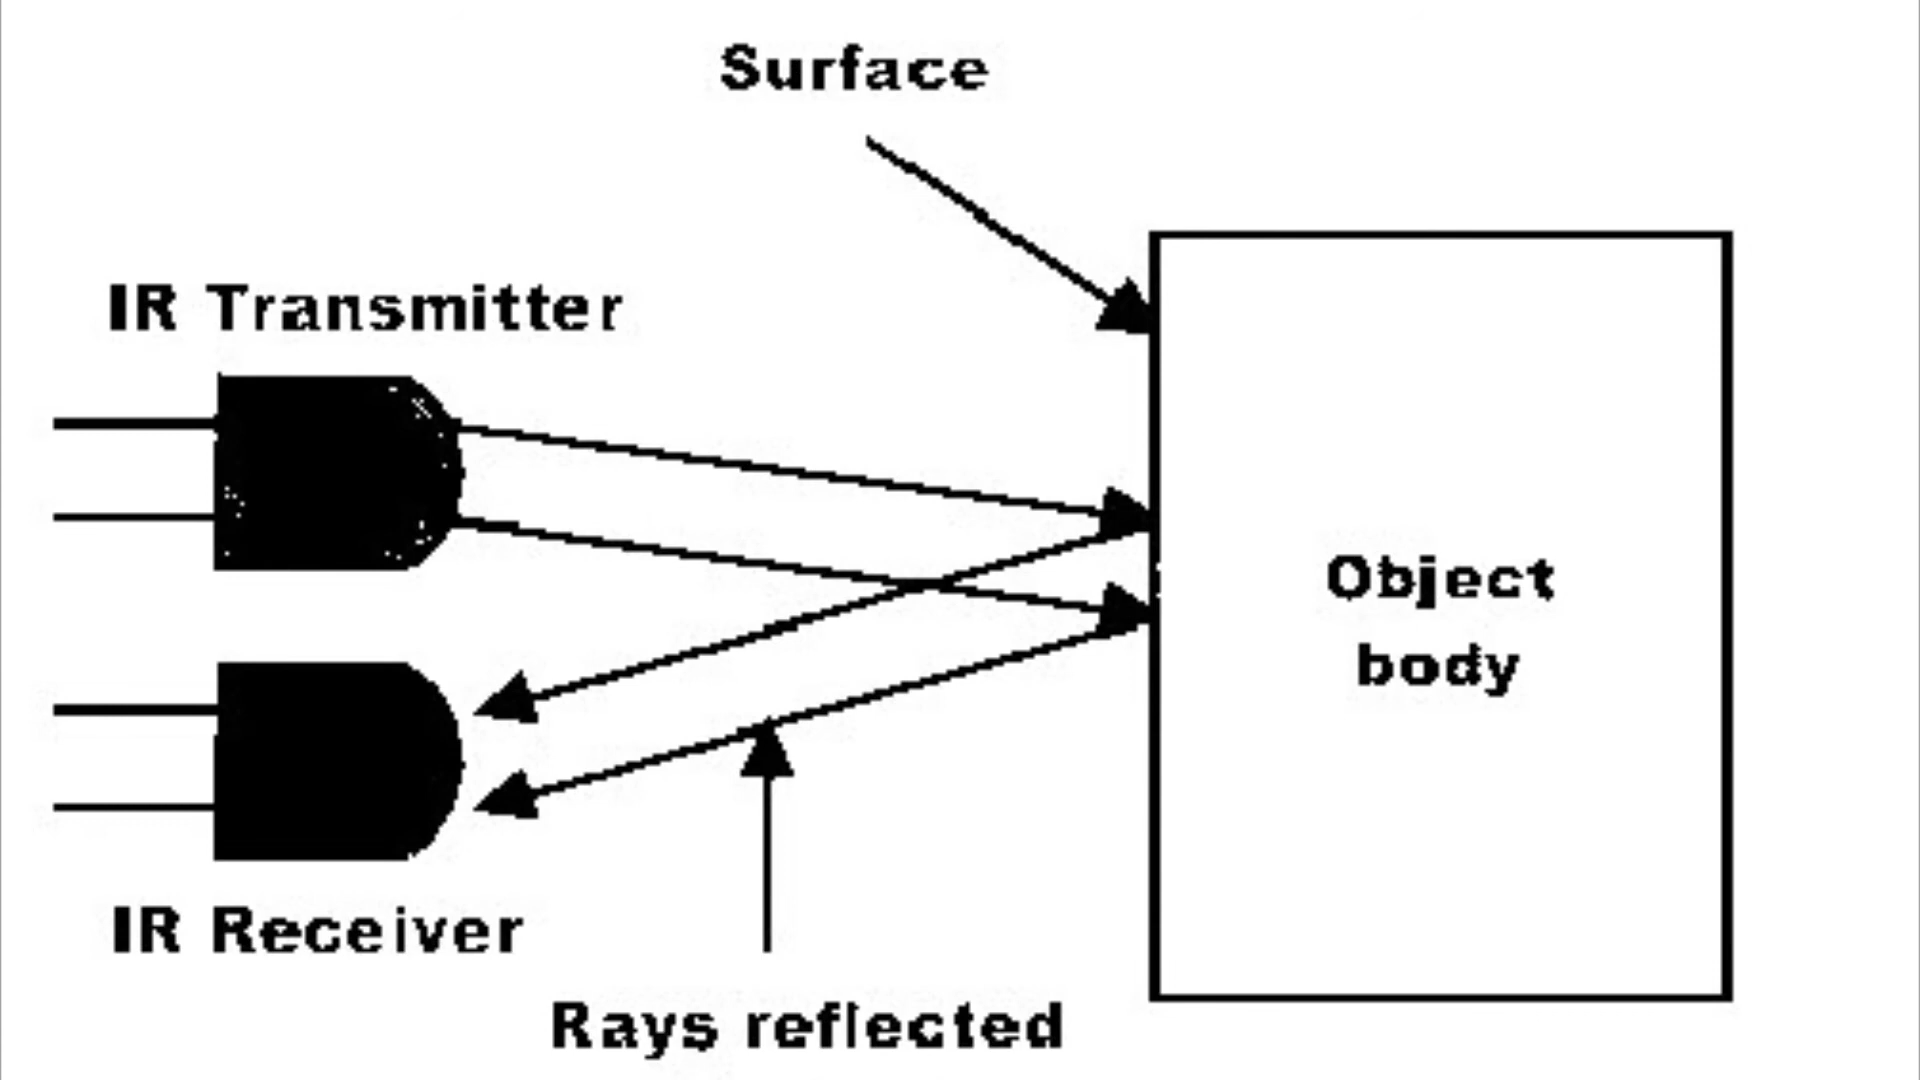 Surface
IR Transmitter
Object
body
IR Receiver
Rays reflected